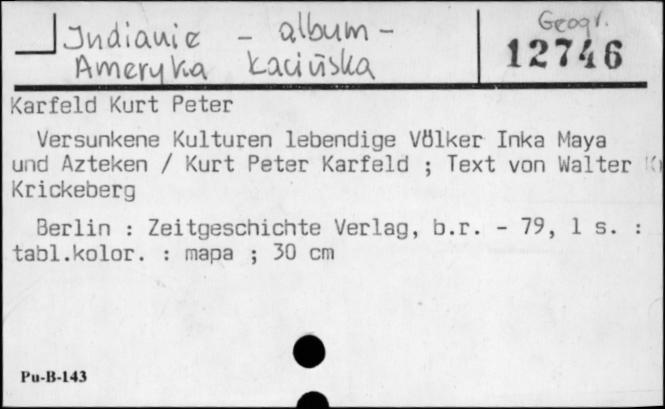 Indianie - album -
Ameryka Łacińska
Geogr.
12746
Karfeld Kurt Peter
Versunkene Kulturen lebendige Völker Inka Maya
und Azteken / Kurt Peter Karfeld ; Text von Walter
Krickeberg
Berlin : Zeitgeschichte Verlag, b.r. - 79, 1 s. :
tabl.kolor. : mapa ; 30 cm
Pu-B-143